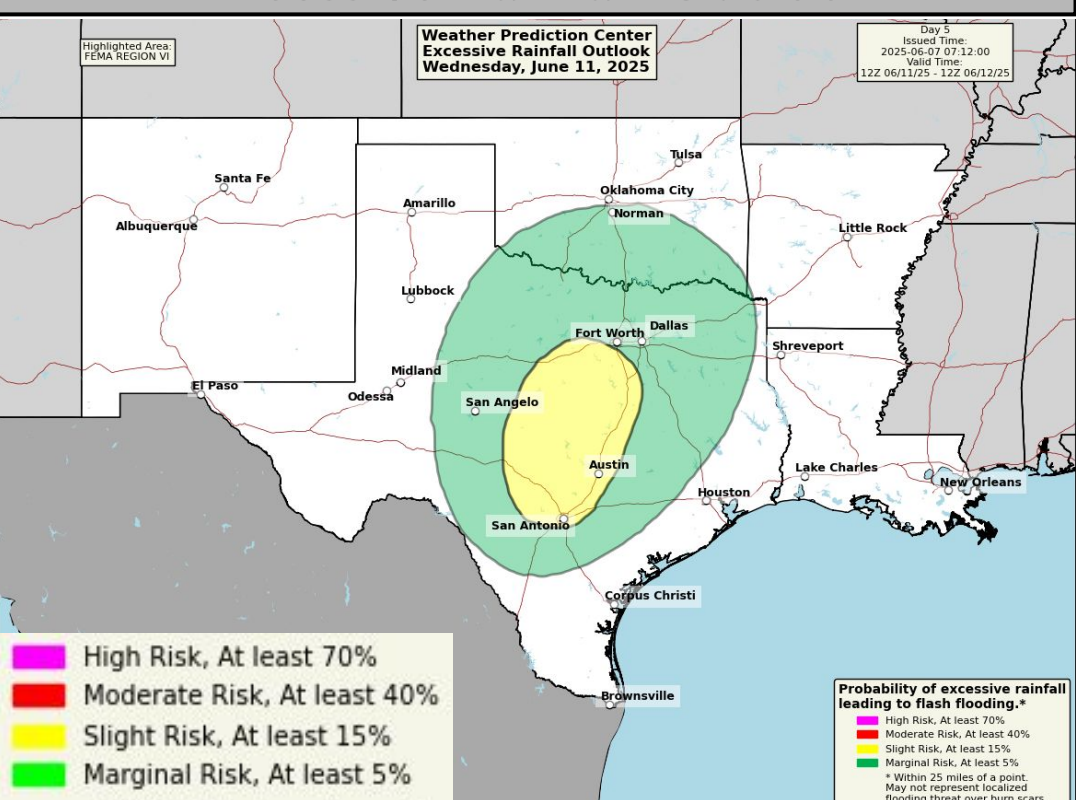 Highlighted Area:
FEMA REGION VI
Weather Prediction Center
Excessive Rainfall Outlook
Wednesday, June 11, 2025
Day 5
Issued Time:
2025-06-07 07:12:00
Valid Time:
12Z 06/11/25 - 12Z 06/12/25
Tulsa
Santa Fe
Oklahoma City
Amarillo
Norman
Albuquerque
Little Rock
Lubbock
Fort Worth
Dallas
Shreveport
Midland
El Paso
Odessa
San Angelo
Austin
Lake Charles
New Orleans
Houston
San Antonio
Corpus Christi
Brownsville
High Risk, At least 70%
Moderate Risk, At least 40%
Slight Risk, At least 15%
Marginal Risk, At least 5%
Probability of excessive rainfall
leading to flash flooding.*
High Risk, At least 70%
Moderate Risk, At least 40%
Slight Risk, At least 15%
Marginal Risk, At least 5%
* Within 25 miles of a point.
May not represent localized
flooding threat over burn scars